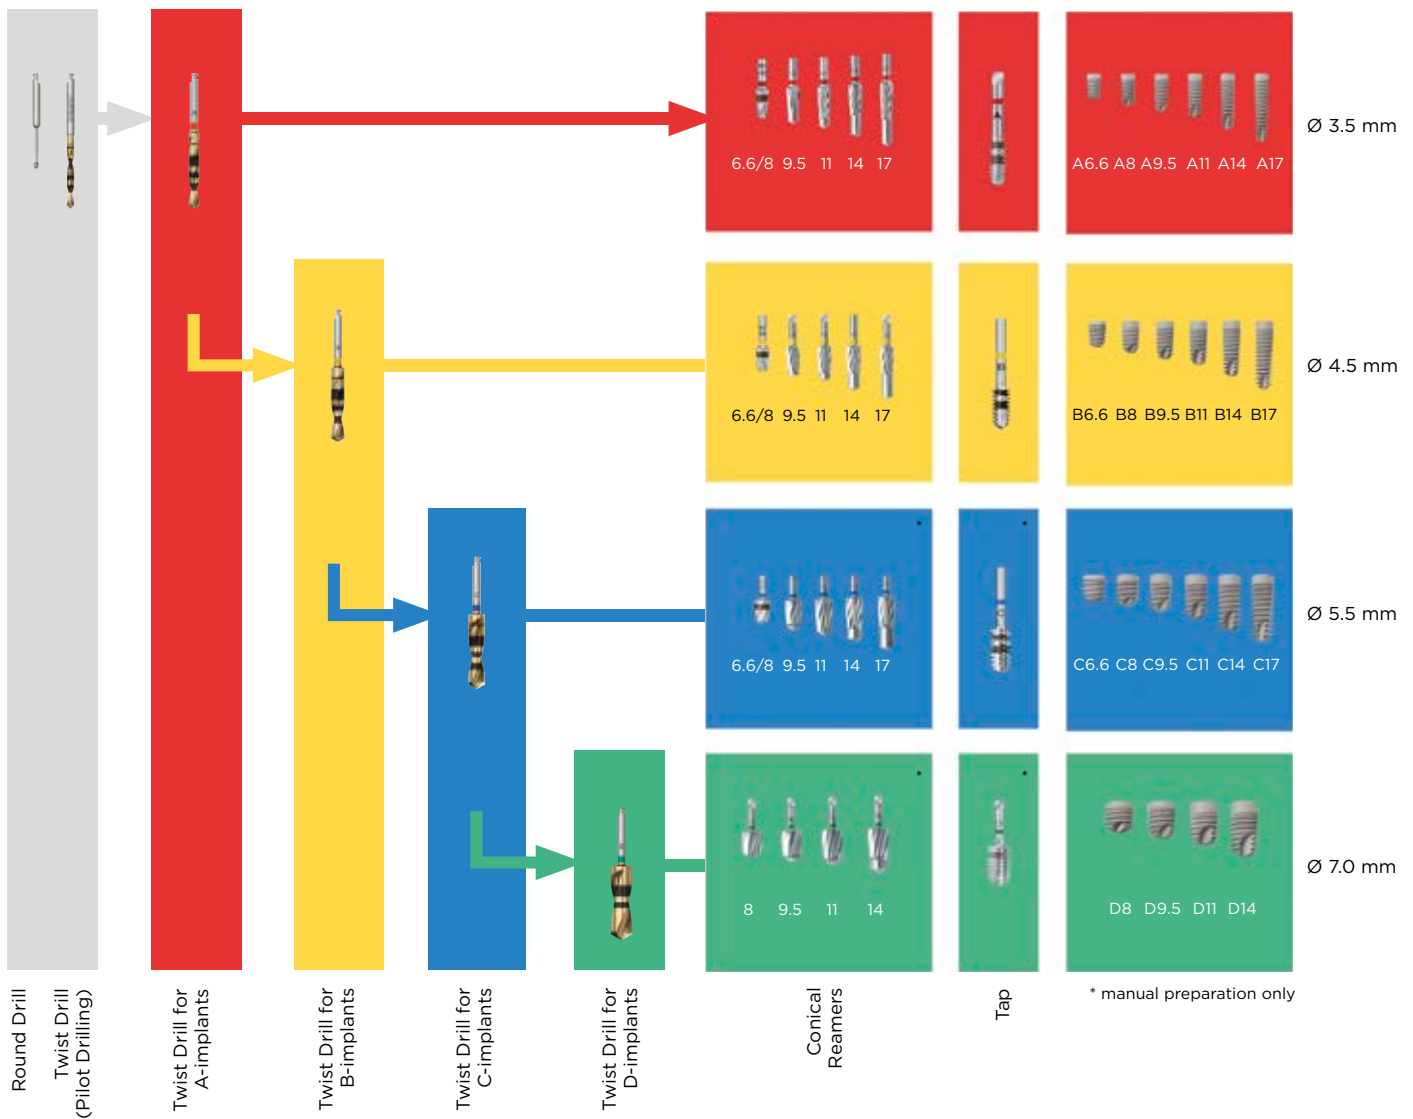 6.6/8 9.5 11 14 17
A6.6 A8 A9.5 A11 A14 A17
Ø 3.5 mm
6.6/8 9.5 11 14 17
B6.6 B8 B9.5 B11 B14 B17
Ø 4.5 mm
*
*
6.6/8 9.5 11 14 17
C6.6 C8 C9.5 C11 C14 C17
Ø 5.5 mm
*
*
8 9.5 11 14
D8 D9.5 D11 D14
Ø 7.0 mm
Round Drill
Twist Drill
(Pilot Drilling)
Twist Drill for
A-implants
Twist Drill for
B-implants
Twist Drill for
C-implants
Twist Drill for
D-implants
Conical
Reamers
Tap
* manual preparation only